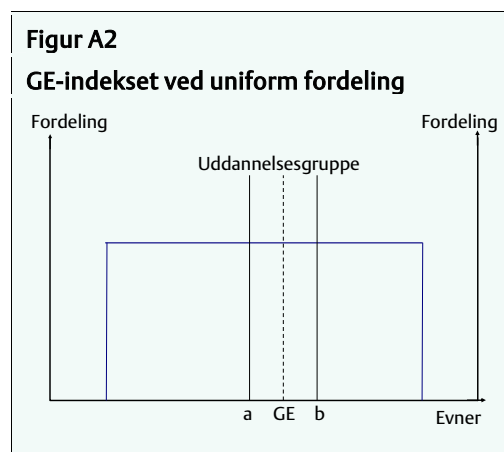 Figur A2
GE-indekset ved uniform fordeling
Fordeling Fordeling
Uddannelsesgruppe
a GE b
Evner